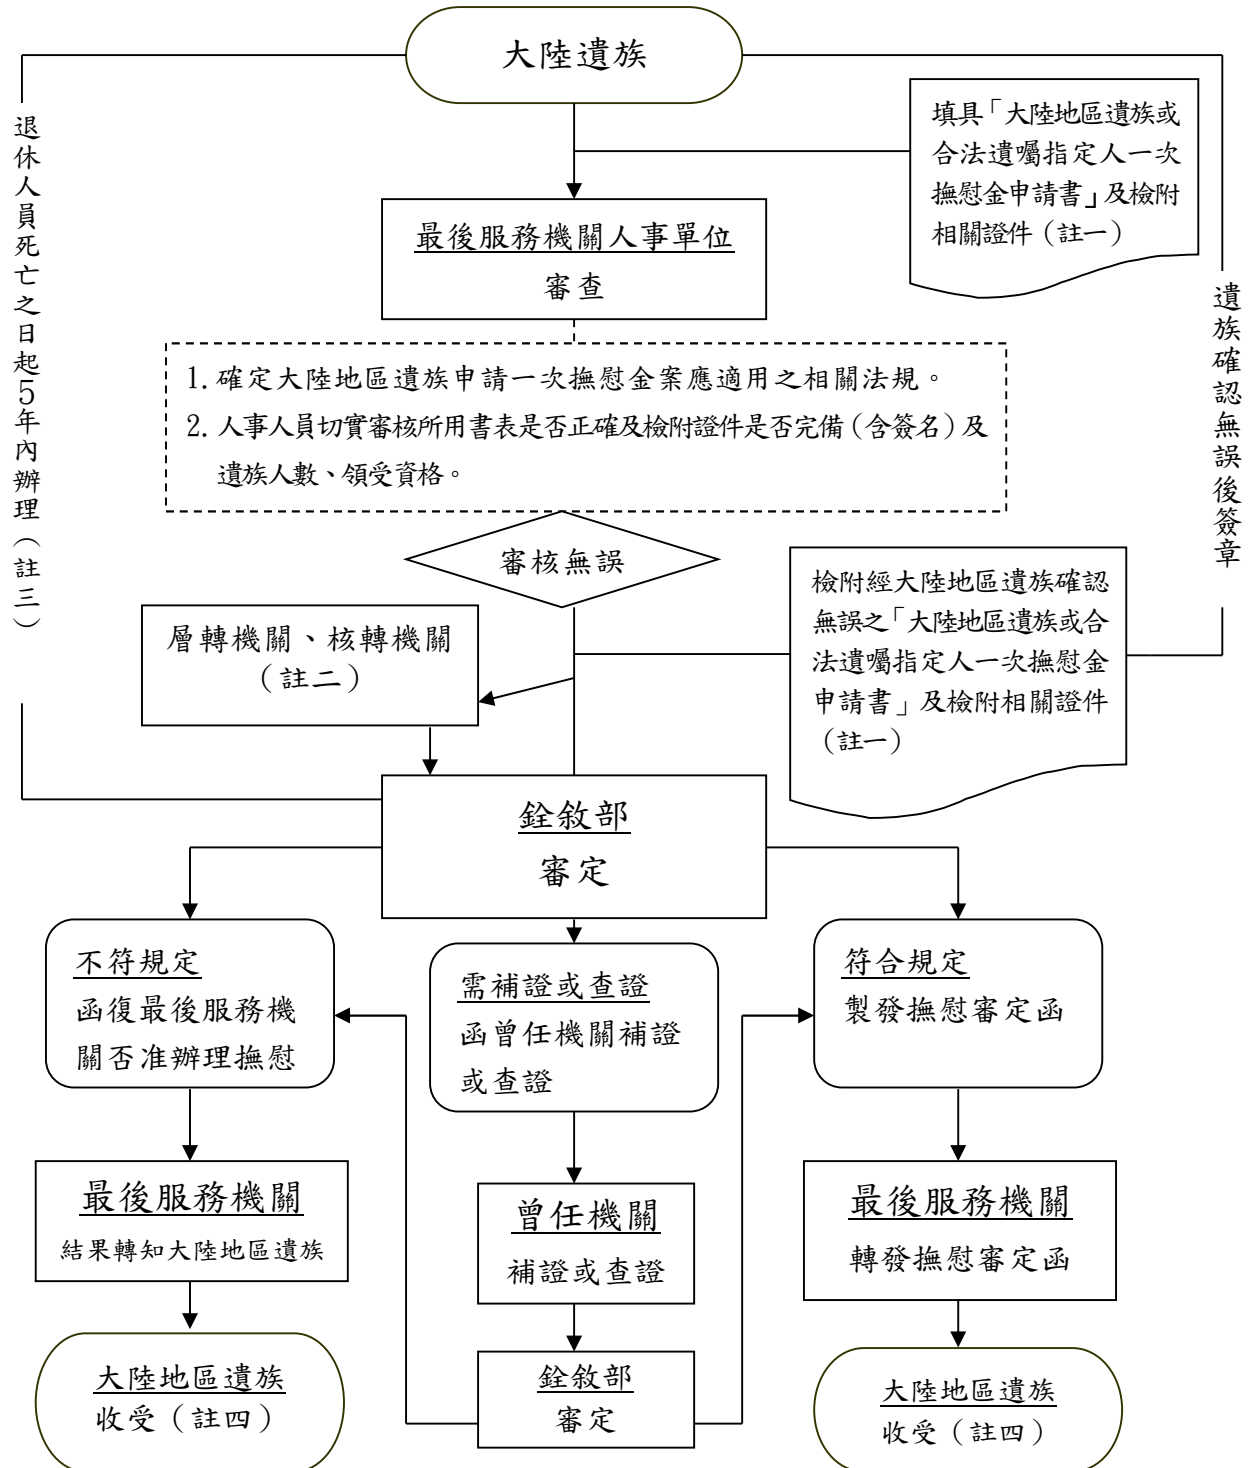 大陸遺族
退休人員死亡之日起5年內辦理（註三）
填具「大陸地區遺族或
合法遺囑指定人一次
撫慰金申請書」及檢附
相關證件（註一）
遺族確認無誤後簽章
最後服務機關人事單位
審查
1. 確定大陸地區遺族申請一次撫慰金案應適用之相關法規。
2. 人事人員切實審核所用書表是否正確及檢附證件是否完備（含簽名）及
遺族人數、領受資格。
審核無誤
檢附經大陸地區遺族確認
無誤之「大陸地區遺族或合
法遺囑指定人一次撫慰金
申請書」及檢附相關證件
（註一）
層轉機關、核轉機關
（註二）
銓敘部
審定
不符規定
函復最後服務機
關否准辦理撫慰
需補證或查證
函曾任機關補證
或查證
符合規定
製發撫慰審定函
最後服務機關
結果轉知大陸地區遺族
曾任機關
補證或查證
最後服務機關
轉發撫慰審定函
大陸地區遺族
收受（註四）
銓敘部
審定
大陸地區遺族
收受（註四）